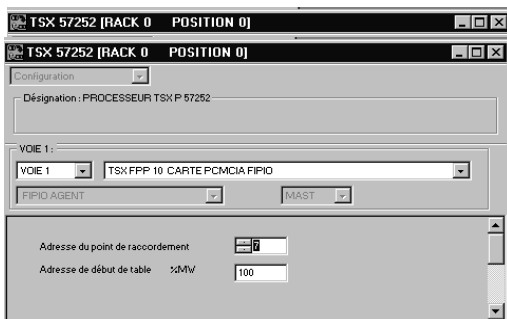 TSX 57252 [RACK 0 POSITION 0]
TSX 57252 [RACK 0 POSITION 0]
Configuration
Désignation : PROCESSEUR TSX P 57252
VOIE 1 :
VOIE 1 TSX FPP 10 CARTE PCMCIA FIPIO
FIPIO AGENT MAST
Adresse du point de raccordement 7
Adresse de début de table %MW 100